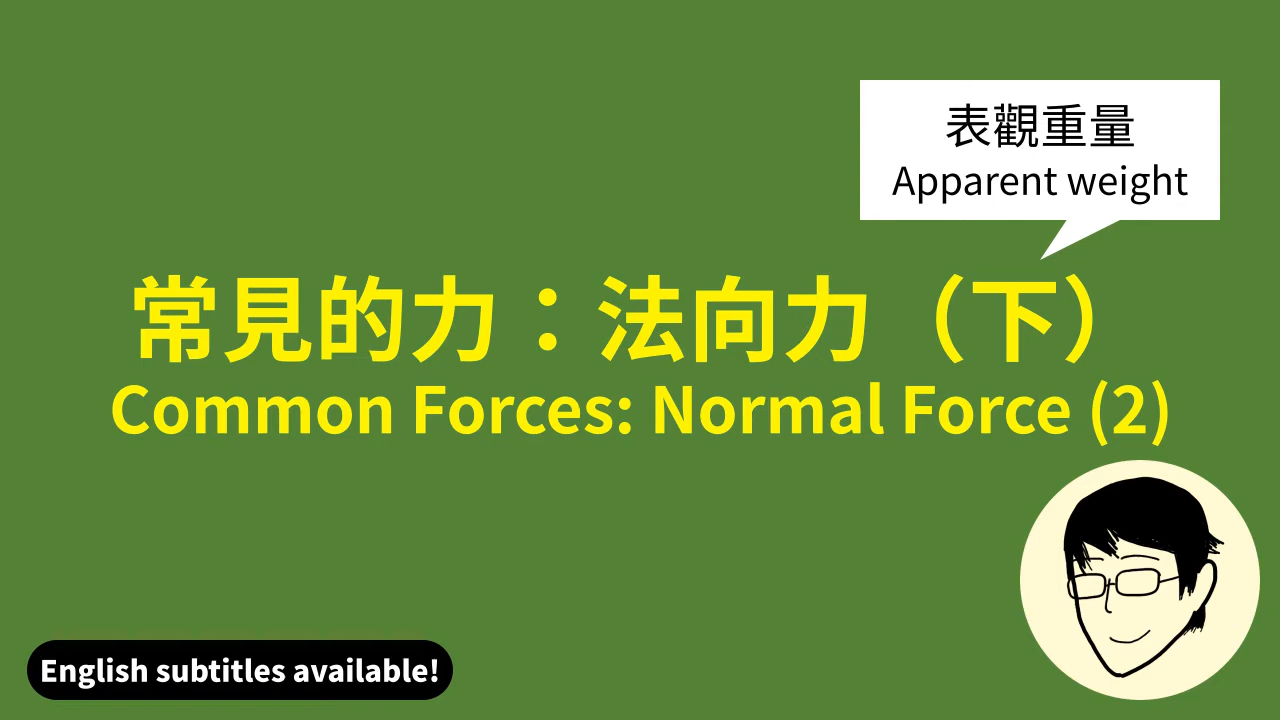 表觀重量
Apparent weight
常見的力：法向力（下）
Common Forces: Normal Force (2)
English subtitles available!